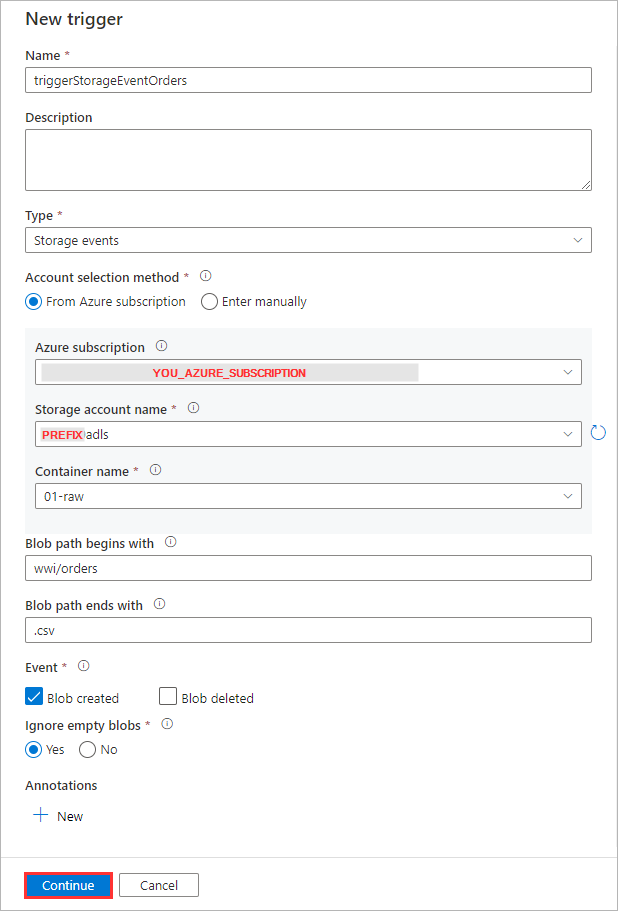 New trigger
Name *
triggerStorageEventOrders
Description
Type *
Storage events
Account selection method *
From Azure subscription Enter manually
Azure subscription
YOU_AZURE_SUBSCRIPTION
Storage account name *
PREFIXadls
Container name *
01-raw
Blob path begins with
wwi/orders
Blob path ends with
.csv
Event *
Blob created Blob deleted
Ignore empty blobs *
Yes No
Annotations
+ New
Continue Cancel